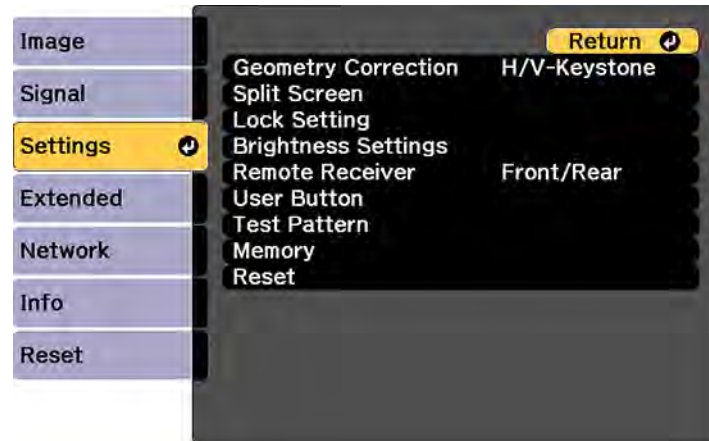 Image
Signal
Settings
Extended
Network
Info
Reset
Return
Geometry Correction H/V-Keystone
Split Screen
Lock Setting
Brightness Settings
Remote Receiver Front/Rear
User Button
Test Pattern
Memory
Reset